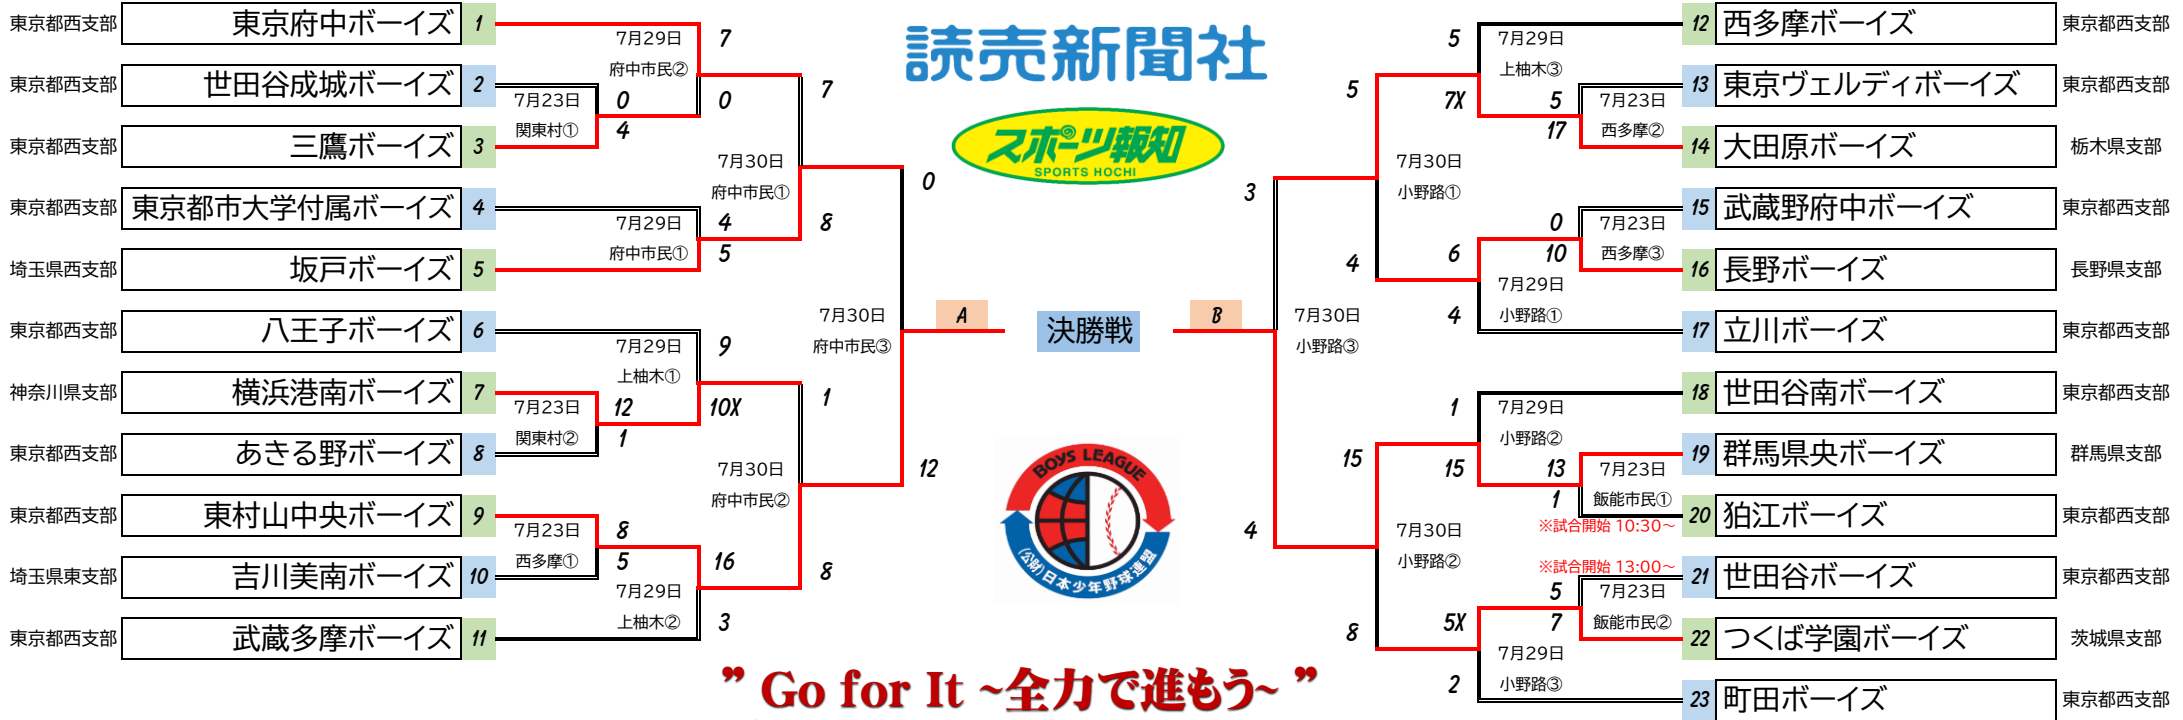 東京都西支部 東京府中ボーイズ 1
東京都西支部 世田谷成城ボーイズ 2
東京都西支部 三鷹ボーイズ 3
東京都西支部 東京都市大学付属ボーイズ 4
埼玉県西支部 坂戸ボーイズ 5
東京都西支部 八王子ボーイズ 6
神奈川県支部 横浜港南ボーイズ 7
東京都西支部 あきる野ボーイズ 8
東京都西支部 東村山中央ボーイズ 9
埼玉県東支部 吉川美南ボーイズ 10
東京都西支部 武蔵多摩ボーイズ 11
7月23日
関東村①
0
4
7月23日
関東村②
12
1
7月23日
西多摩①
8
5
7月29日
府中市民②
7
0
7月29日
府中市民①
4
5
7月29日
上柚木①
9
10X
7月29日
上柚木②
16
3
7月30日
府中市民①
7
8
7月30日
府中市民②
1
8
7月30日
府中市民③
0
12
A
読売新聞社
スポーツの報知
SPORTS HOCHI
決勝戦
BOYS LEAGUE
(公財)日本少年野球連盟
” Go for It ~全力で進もう~ ”
B
3
4
7月30日
小野路③
5
4
7月30日
小野路①
15
8
7月30日
小野路②
5
7X
7月29日
上柚木③
6
4
7月29日
小野路①
1
15
7月29日
小野路②
5X
2
7月29日
小野路③
5
17
7月23日
西多摩②
0
10
7月23日
西多摩③
13
1
7月23日
飯能市民①
※試合開始 10:30~
※試合開始 13:00~
5
7
7月23日
飯能市民②
12 西多摩ボーイズ 東京都西支部
13 東京ヴェルディボーイズ 東京都西支部
14 大田原ボーイズ 栃木県支部
15 武蔵野府中ボーイズ 東京都西支部
16 長野ボーイズ 長野県支部
17 立川ボーイズ 東京都西支部
18 世田谷南ボーイズ 東京都西支部
19 群馬県央ボーイズ 群馬県支部
20 狛江ボーイズ 東京都西支部
21 世田谷ボーイズ 東京都西支部
22 つくば学園ボーイズ 茨城県支部
23 町田ボーイズ 東京都西支部